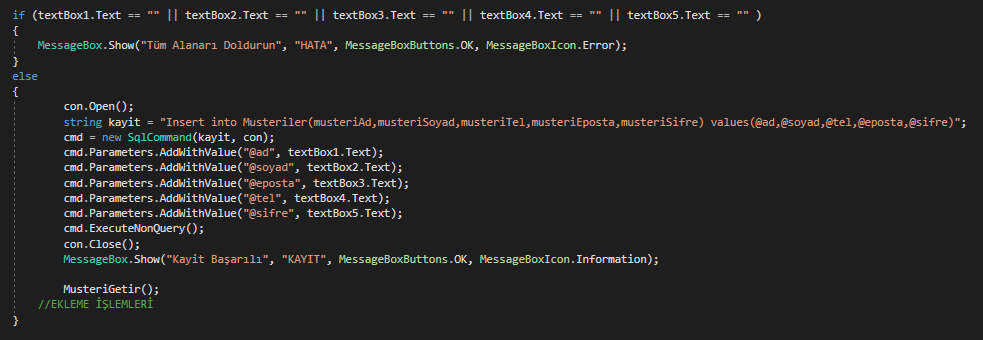 if (textBox1.Text == "" || textBox2.Text == "" || textBox3.Text == "" || textBox4.Text == "" || textBox5.Text == "" )
{
MessageBox.Show("Tüm Alanarı Doldurun", "HATA", MessageBoxButtons.OK, MessageBoxIcon.Error);
}
else
{
con.Open();
string kayit = "Insert into Musteriler(musteriAd,musteriSoyad,musteriTel,musteriEposta,musteriSifre) values(@ad,@soyad,@tel,@eposta,@sifre)";
cmd = new SqlCommand(kayit, con);
cmd.Parameters.AddWithValue("@ad", textBox1.Text);
cmd.Parameters.AddWithValue("@soyad", textBox2.Text);
cmd.Parameters.AddWithValue("@eposta", textBox3.Text);
cmd.Parameters.AddWithValue("@tel", textBox4.Text);
cmd.Parameters.AddWithValue("@sifre", textBox5.Text);
cmd.ExecuteNonQuery();
con.Close();
MessageBox.Show("Kayit Başarılı", "KAYIT", MessageBoxButtons.OK, MessageBoxIcon.Information);
MusteriGetir();
//EKLEME İŞLEMLERİ
}